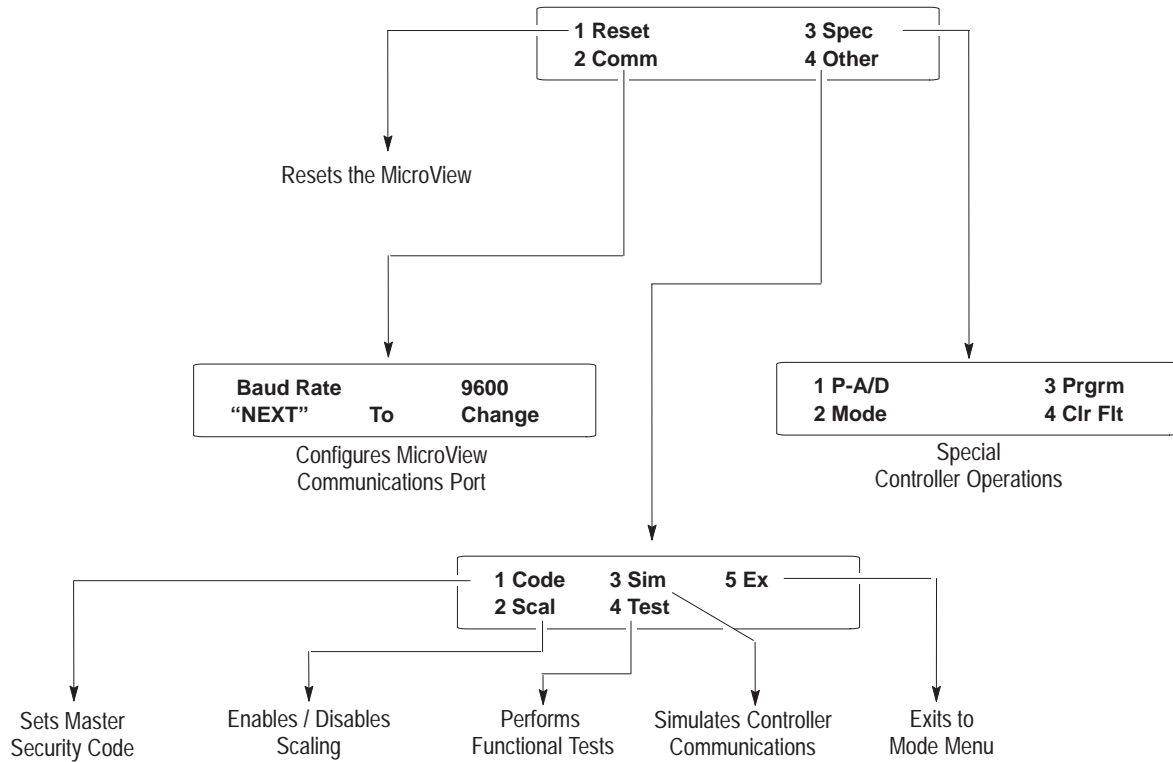 1 Reset 3 Spec
2 Comm 4 Other
Resets the MicroView
Baud Rate 9600
“NEXT” To Change
Configures MicroView
Communications Port
1 P-A/D 3 Prgrm
2 Mode 4 Clr Flt
Special
Controller Operations
1 Code 3 Sim 5 Ex
2 Scal 4 Test
Sets Master
Security Code
Enables / Disables
Scaling
Performs
Functional Tests
Simulates Controller
Communications
Exits to
Mode Menu